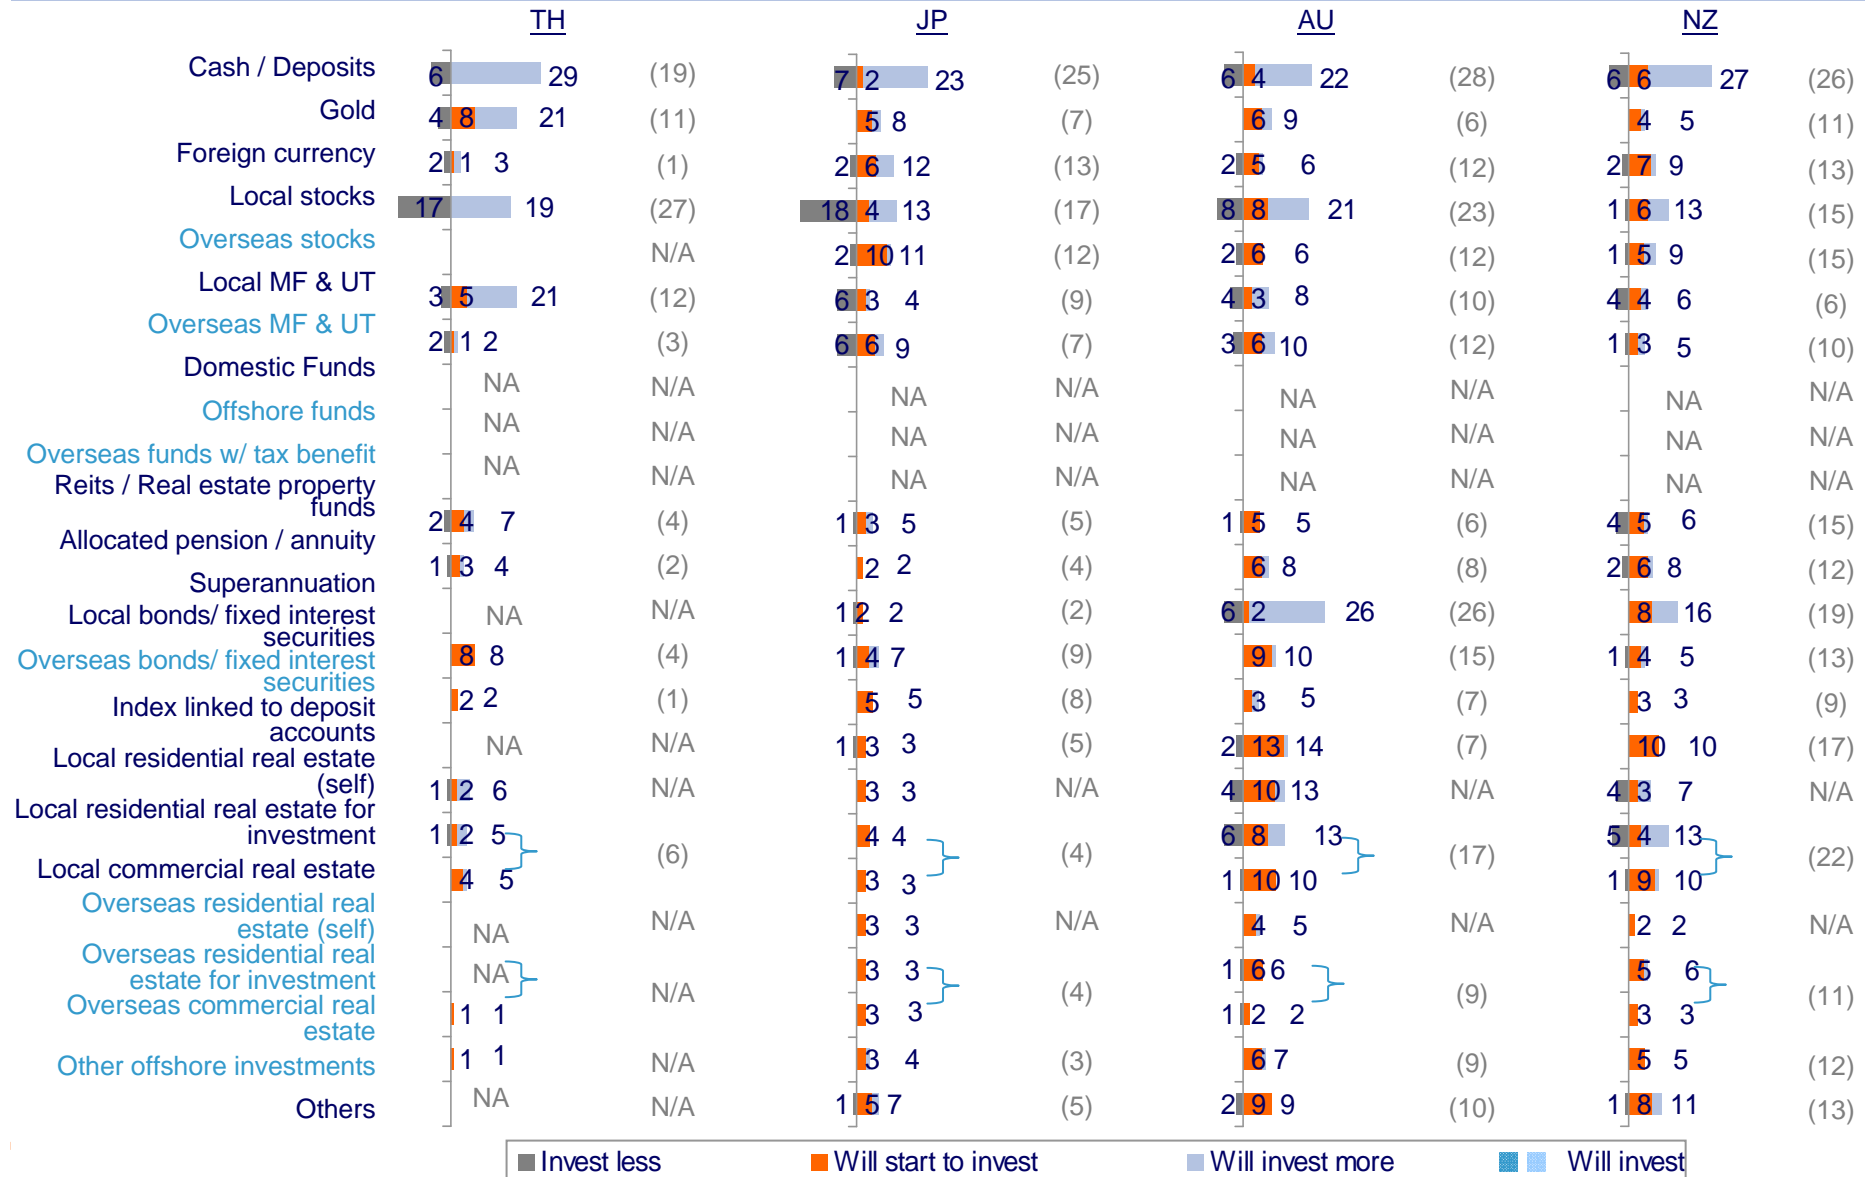 TH JP AU NZ
Cash / Deposits 6 29 (19) 7 2 23 (25) 6 4 22 (28) 6 6 27 (26)
Gold 4 8 21 (11) 5 8 (7) 6 9 (6) 4 5 (11)
Foreign currency 2 1 3 (1) 2 6 12 (13) 2 5 6 (12) 2 7 9 (13)
Local stocks 17 19 (27) 18 4 13 (17) 8 8 21 (23) 1 6 13 (15)
Overseas stocks N/A 2 10 11 (12) 2 6 6 (12) 1 5 9 (15)
Local MF & UT 3 5 21 (12) 6 3 4 (9) 4 3 8 (10) 4 4 6 (6)
Overseas MF & UT 2 1 2 (3) 6 6 9 (7) 3 6 10 (12) 1 3 5 (10)
Domestic Funds NA N/A NA N/A NA N/A NA N/A
Offshore funds NA N/A NA N/A NA N/A NA N/A
Overseas funds w/ tax benefit NA N/A NA N/A NA N/A NA N/A
Reits / Real estate property
funds 2 4 7 (4) 1 3 5 (5) 1 5 5 (6) 4 5 6 (15)
Allocated pension / annuity 1 3 4 (2) 2 2 (4) 6 8 (8) 2 6 8 (12)
Superannuation NA N/A 1 2 2 (2) 6 2 26 (26) 8 16 (19)
Local bonds/ fixed interest
securities 8 8 (4) 1 4 7 (9) 9 10 (15) 1 4 5 (13)
Overseas bonds/ fixed interest
securities 2 2 (1) 5 5 (8) 3 5 (7) 3 3 (9)
Index linked to deposit
accounts NA N/A 1 3 3 (5) 2 13 14 (7) 10 10 (17)
Local residential real estate
(self) 1 2 6 N/A 3 3 N/A 4 10 13 N/A 4 3 7 N/A
Local residential real estate for
investment 1 2 5 (6) 4 4 (4) 6 8 13 (17) 5 4 13 (22)
Local commercial real estate 4 5 3 3 1 10 10 1 9 10
Overseas residential real
estate (self) NA N/A 3 3 N/A 4 5 N/A 2 2 N/A
Overseas residential real
estate for investment NA N/A 3 3 (4) 1 6 6 (9) 5 6 (11)
Overseas commercial real
estate 1 1 3 3 1 2 2 3 3
Other offshore investments 1 1 N/A 3 4 (3) 6 7 (9) 5 5 (12)
Others NA N/A 1 5 7 (5) 2 9 9 (10) 1 8 11 (13)
Invest less Will start to invest Will invest more Will invest